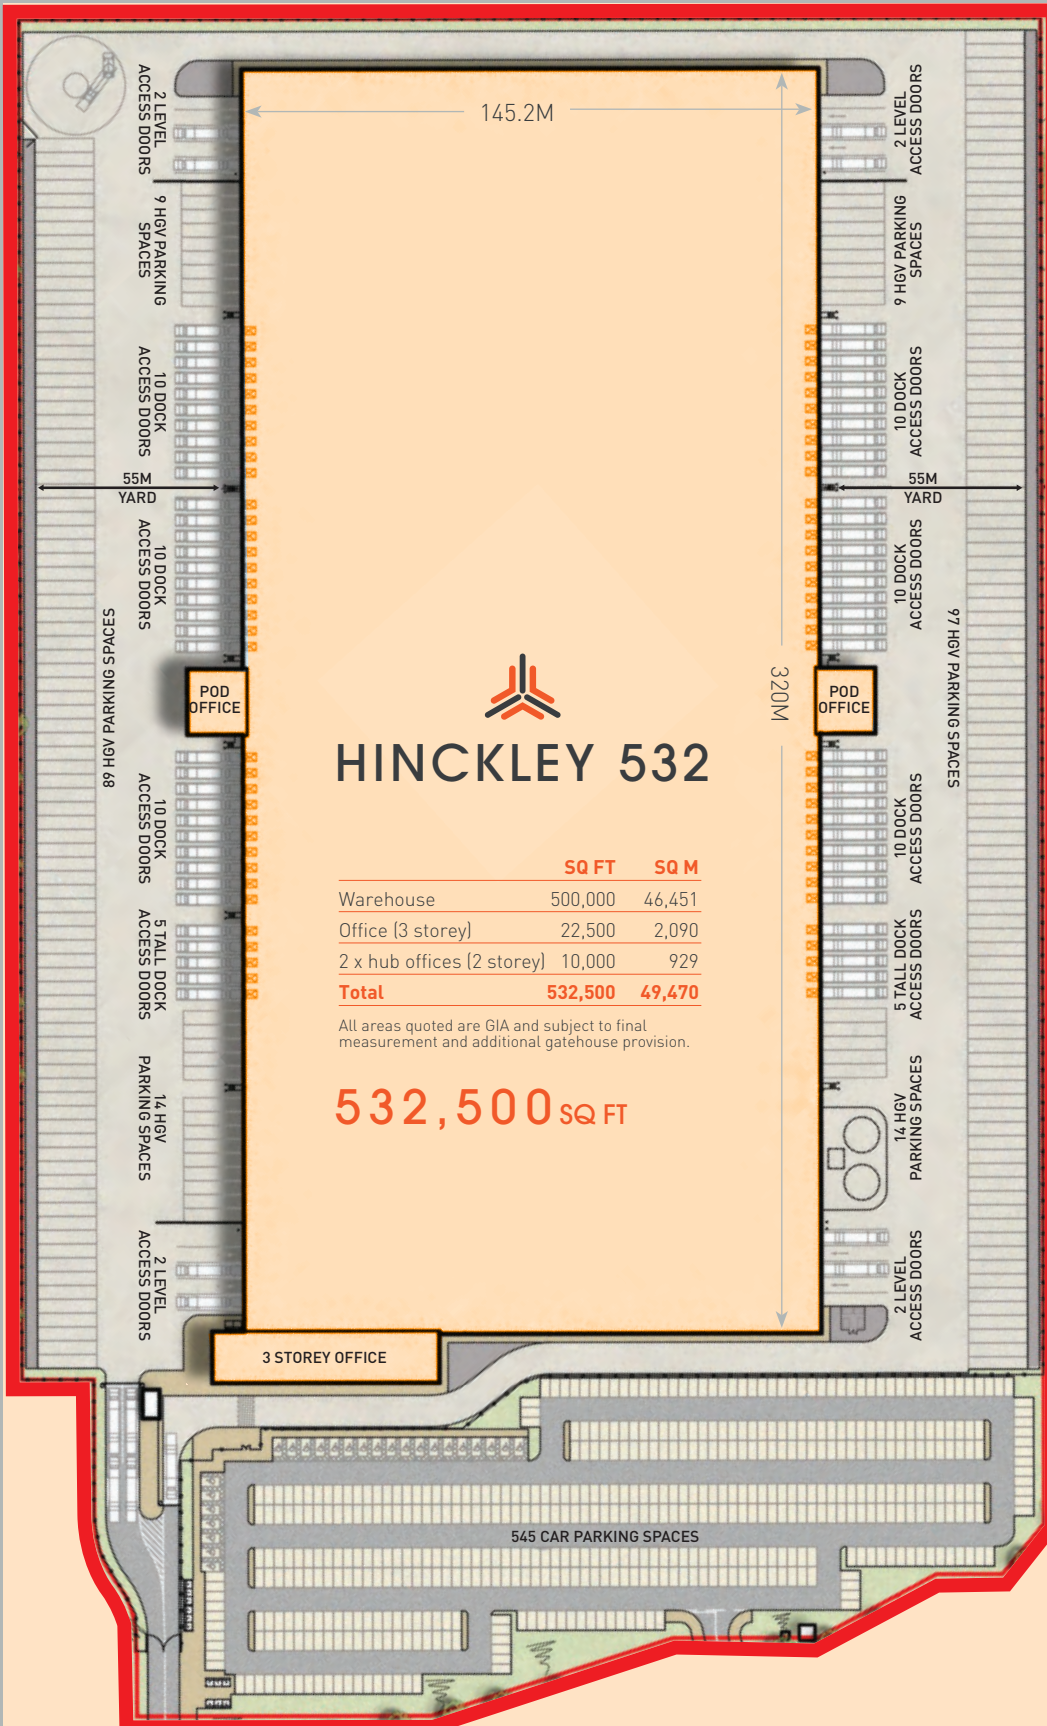 145.2M
2 LEVEL
ACCESS DOORS
2 LEVEL
ACCESS DOORS
9 HGV PARKING
SPACES
9 HGV PARKING
SPACES
10 DOCK
ACCESS DOORS
10 DOCK
ACCESS DOORS
55M
YARD
55M
YARD
10 DOCK
ACCESS DOORS
10 DOCK
ACCESS DOORS
89 HGV PARKING SPACES
97 HGV PARKING SPACES
POD
OFFICE
320M
POD
OFFICE
HINCKLEY 532
10 DOCK
ACCESS DOORS
10 DOCK
ACCESS DOORS
SQ FT SQ M
Warehouse 500,000 46,451
Office (3 storey) 22,500 2,090
2 x hub offices (2 storey) 10,000 929
Total 532,500 49,470
All areas quoted are GIA and subject to final
measurement and additional gatehouse provision.
5 TALL DOCK
ACCESS DOORS
5 TALL DOCK
ACCESS DOORS
532,500 SQ FT
14 HGV
PARKING SPACES
14 HGV
PARKING SPACES
2 LEVEL
ACCESS DOORS
2 LEVEL
ACCESS DOORS
3 STOREY OFFICE
545 CAR PARKING SPACES